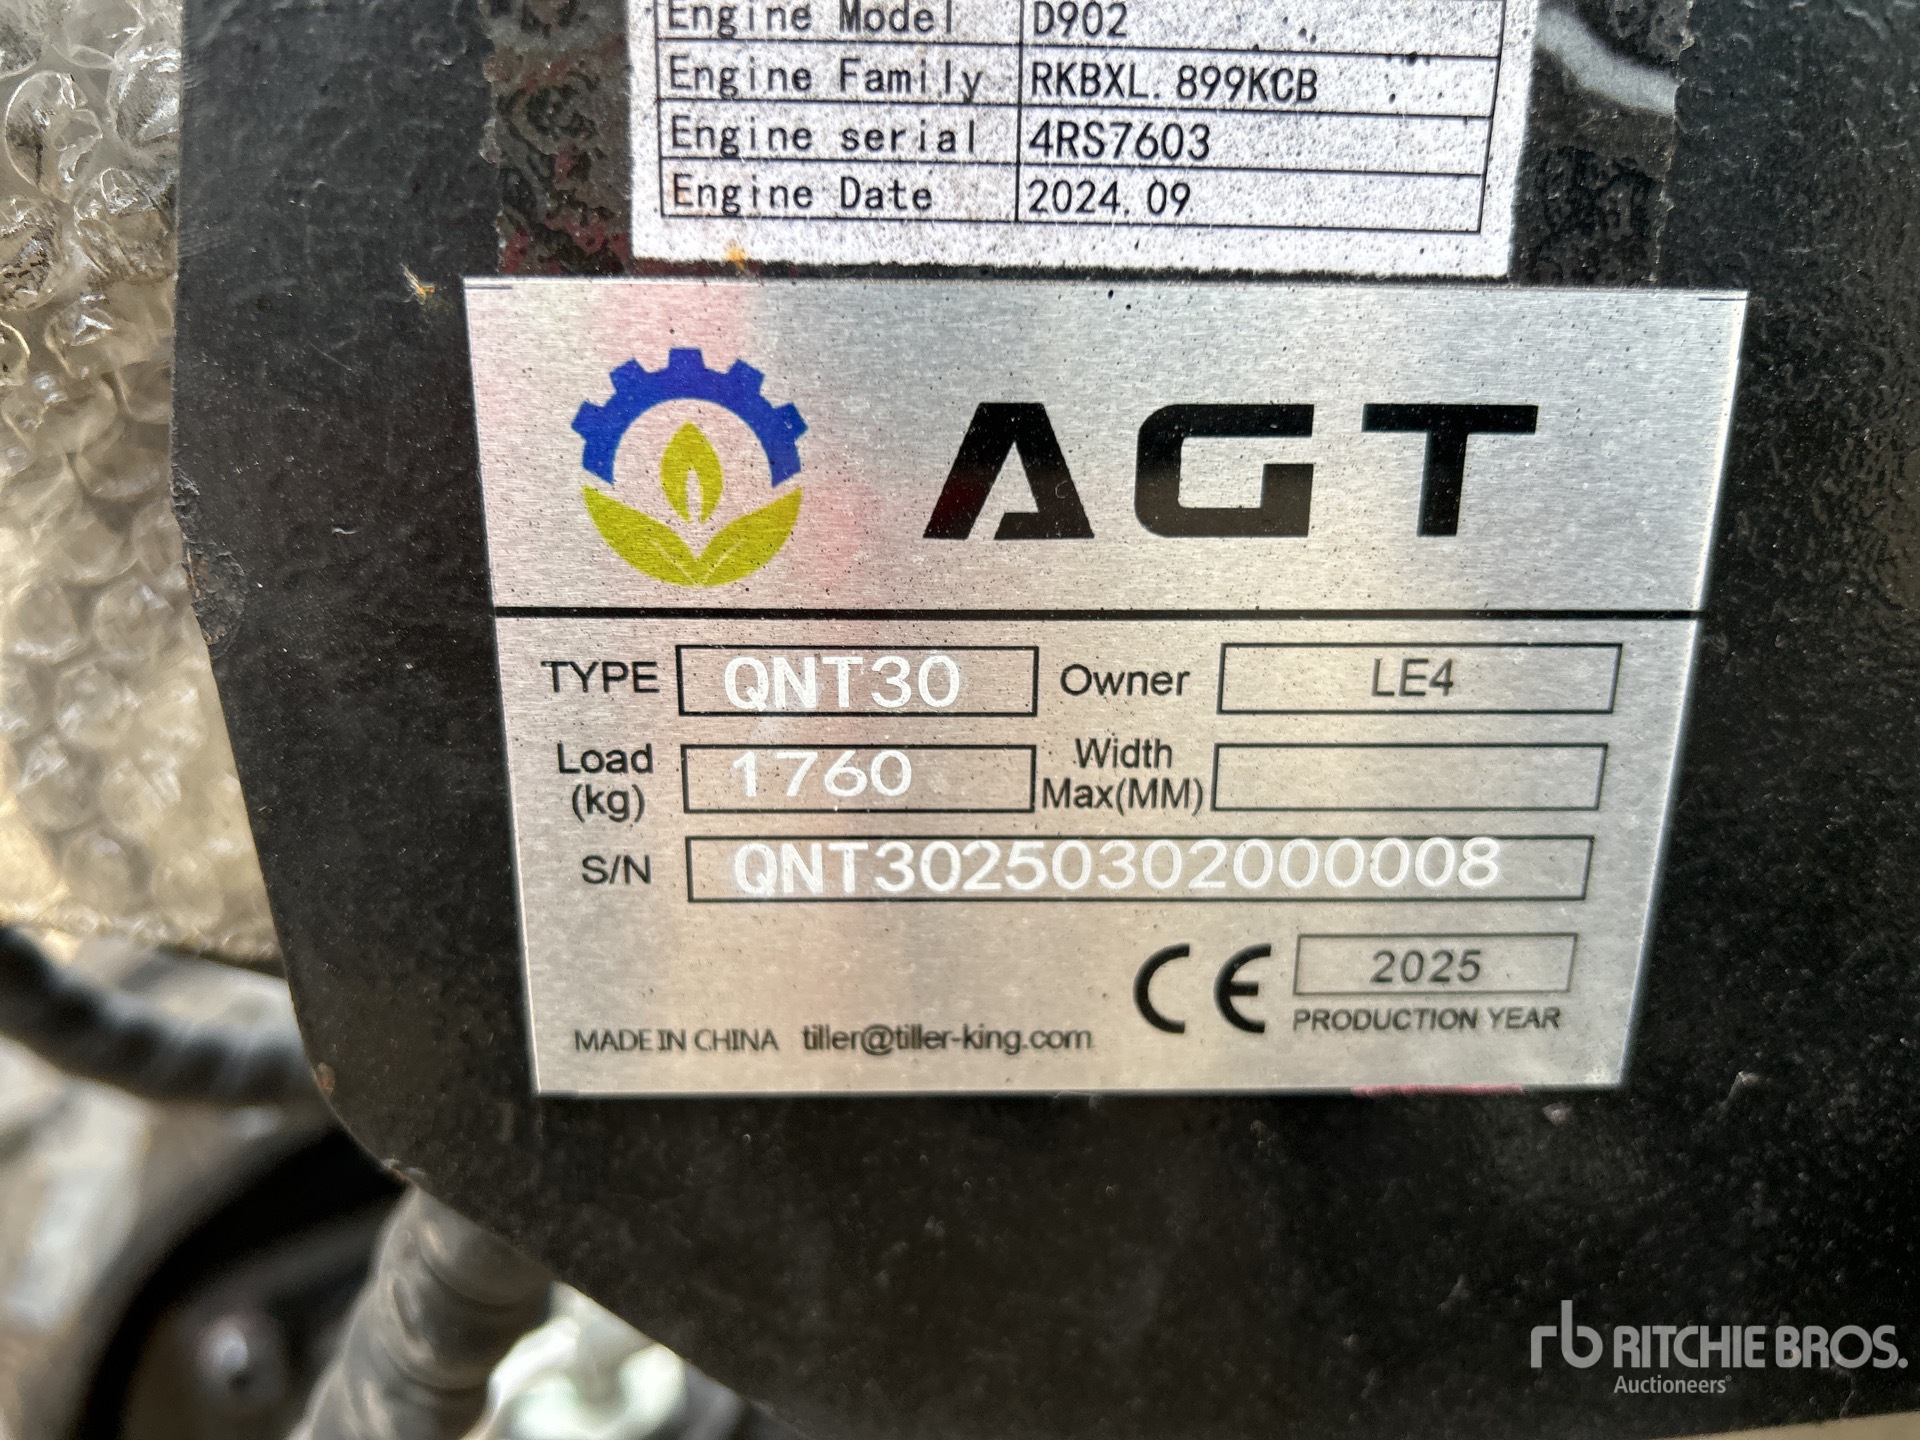 Engine Model D902
Engine Family RKBXL. 899KCB
Engine serial 4RS7603
Engine Date 2024. 09
AGT
TYPE QNT30 Owner LE4
Load (kg) 1760 Width Max(MM)
S/N QNT30250302000008
CE 2025
PRODUCTION YEAR
MADE IN CHINA tiller@tiller-king.com
rb RITCHIE BROS.
Auctioneers